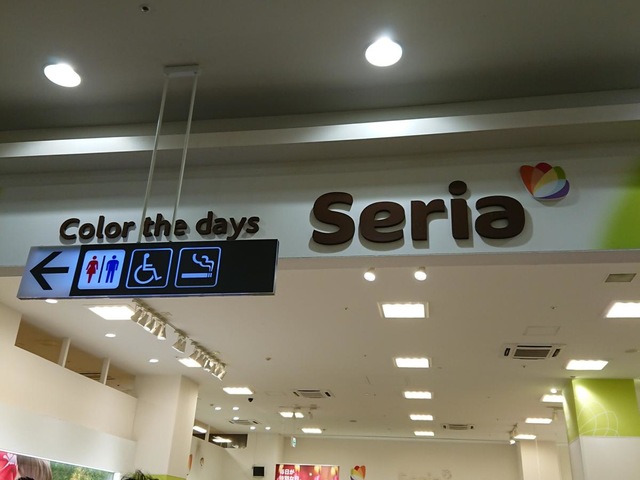 Color the days
Seria